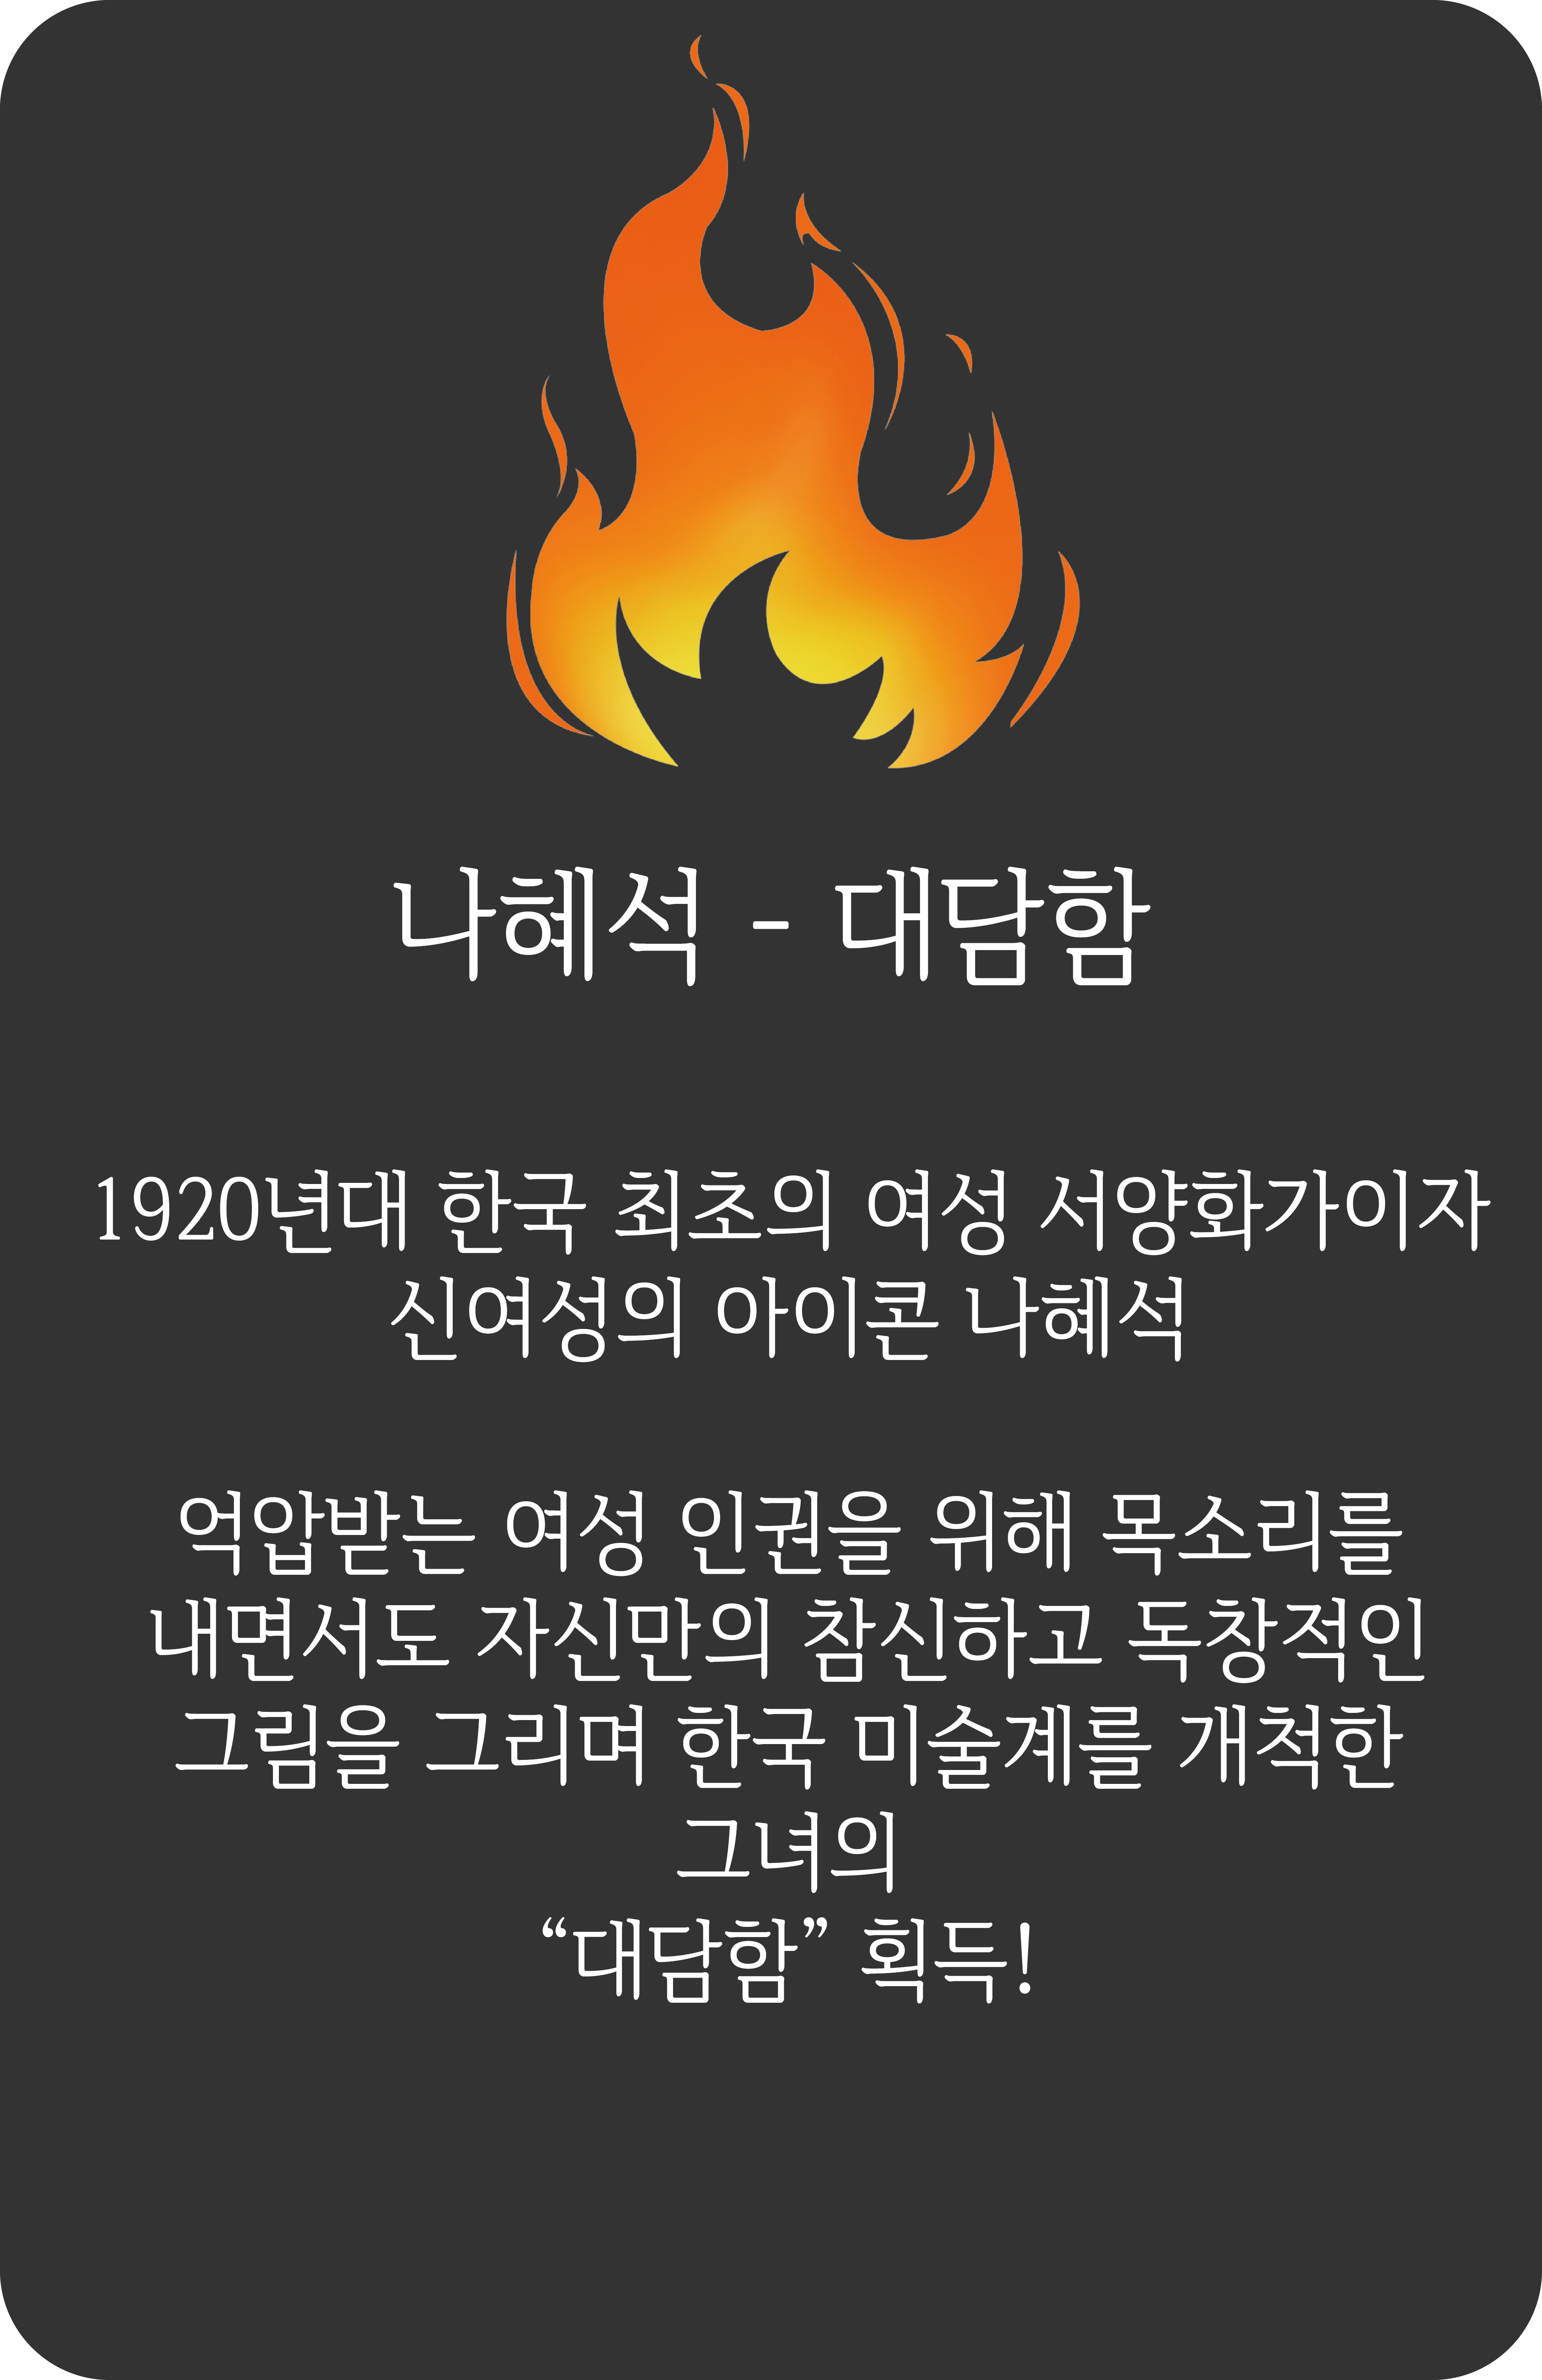 나혜석 - 대담함
1920년대 한국 최초의 여성 서양화가이자
신여성의 아이콘 나혜석
억압받는 여성 인권을 위해 목소리를
내면서도 자신만의 참신하고 독창적인
그림을 그리며 한국 미술계를 개척한
그녀의
“대담함” 획득!